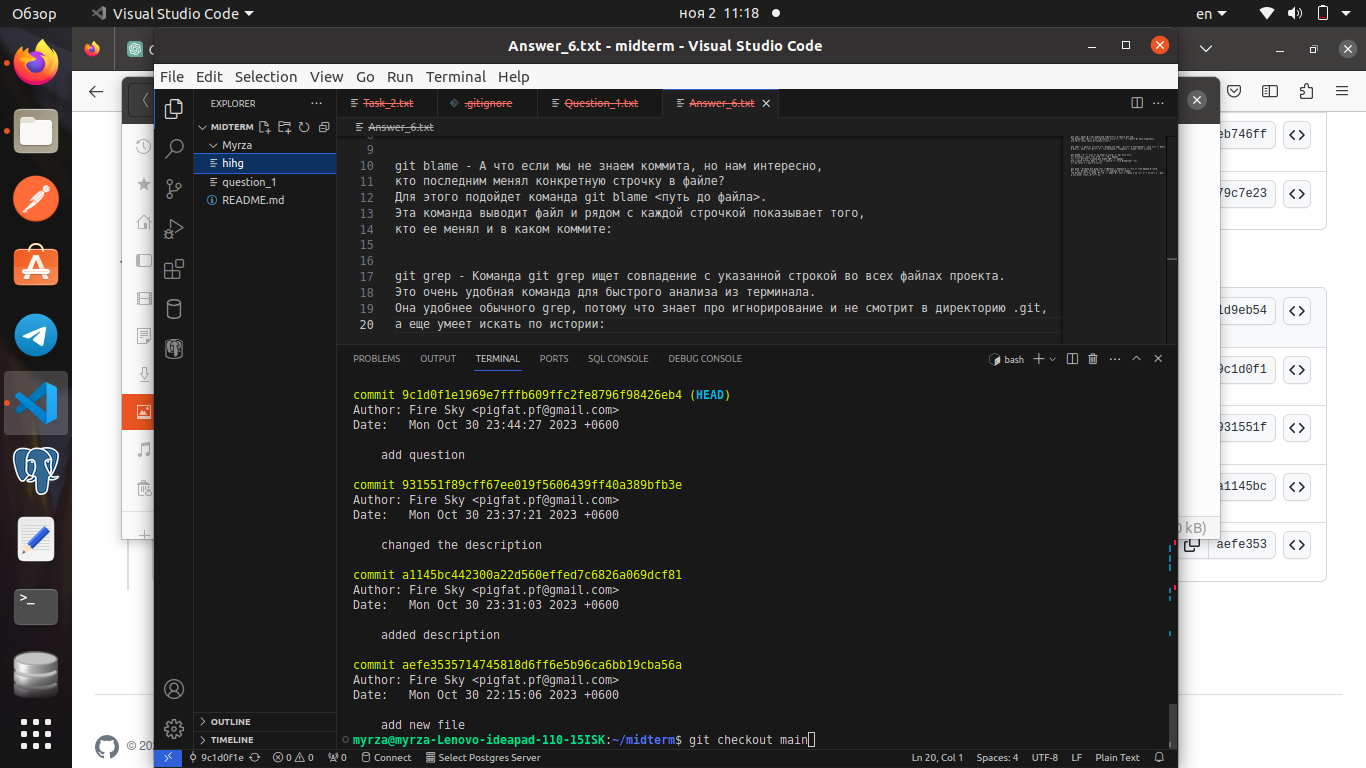 Обзор
Visual Studio Code
ноя 2 11:18
en
Answer_6.txt - midterm - Visual Studio Code
File Edit Selection View Go Run Terminal Help
EXPLORER
MIDTERM
Myrza
hihg
question_1
README.md
OUTLINE
TIMELINE
Task_2.txt
.gitignore
Question_1.txt
Answer_6.txt
Answer_6.txt
9
10 git blame - А что если мы не знаем коммита, но нам интересно,
11 кто последним менял конкретную строчку в файле?
12 Для этого подойдет команда git blame <путь до файла>.
13 Эта команда выводит файл и рядом с каждой строчкой показывает того,
14 кто ее менял и в каком коммите:
15
16
17 git grep - Команда git grep ищет совпадение с указанной строкой во всех файлах проекта.
18 Это очень удобная команда для быстрого анализа из терминала.
19 Она удобнее обычного grep, потому что знает про игнорирование и не смотрит в директорию .git,
20 а еще умеет искать по истории:
PROBLEMS OUTPUT TERMINAL PORTS SQL CONSOLE DEBUG CONSOLE
bash
commit 9c1d0f1e1969e7fffb609ffc2fe8796f98426eb4 (HEAD)
Author: Fire Sky <pigfat.pf@gmail.com>
Date: Mon Oct 30 23:44:27 2023 +0600
add question
commit 931551f89cff67ee019f5606439ff40a389bfb3e
Author: Fire Sky <pigfat.pf@gmail.com>
Date: Mon Oct 30 23:37:21 2023 +0600
changed the description
commit a1145bc442300a22d560effed7c6826a069dcf81
Author: Fire Sky <pigfat.pf@gmail.com>
Date: Mon Oct 30 23:31:03 2023 +0600
added description
commit aefe3535714745818d6ff6e5b96ca6bb19cba56a
Author: Fire Sky <pigfat.pf@gmail.com>
Date: Mon Oct 30 22:15:06 2023 +0600
add new file
myrza@myrza-Lenovo-ideapad-110-15ISK:~/midterm$ git checkout main
9c1d0f1e
0 0
0
Connect
Select Postgres Server
Ln 20, Col 1
Spaces: 4
UTF-8
LF
Plain Text
eb746ff
79c7e23
1d9eb54
9c1d0f1
931551f
a1145bc
aefe353
kB)
© 20